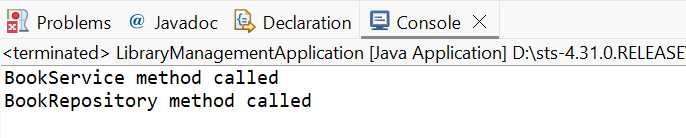 Problems @ Javadoc Declaration Console
<terminated> LibraryManagementApplication [Java Application] D:\sts-4.31.0.RELEASE
BookService method called
BookRepository method called